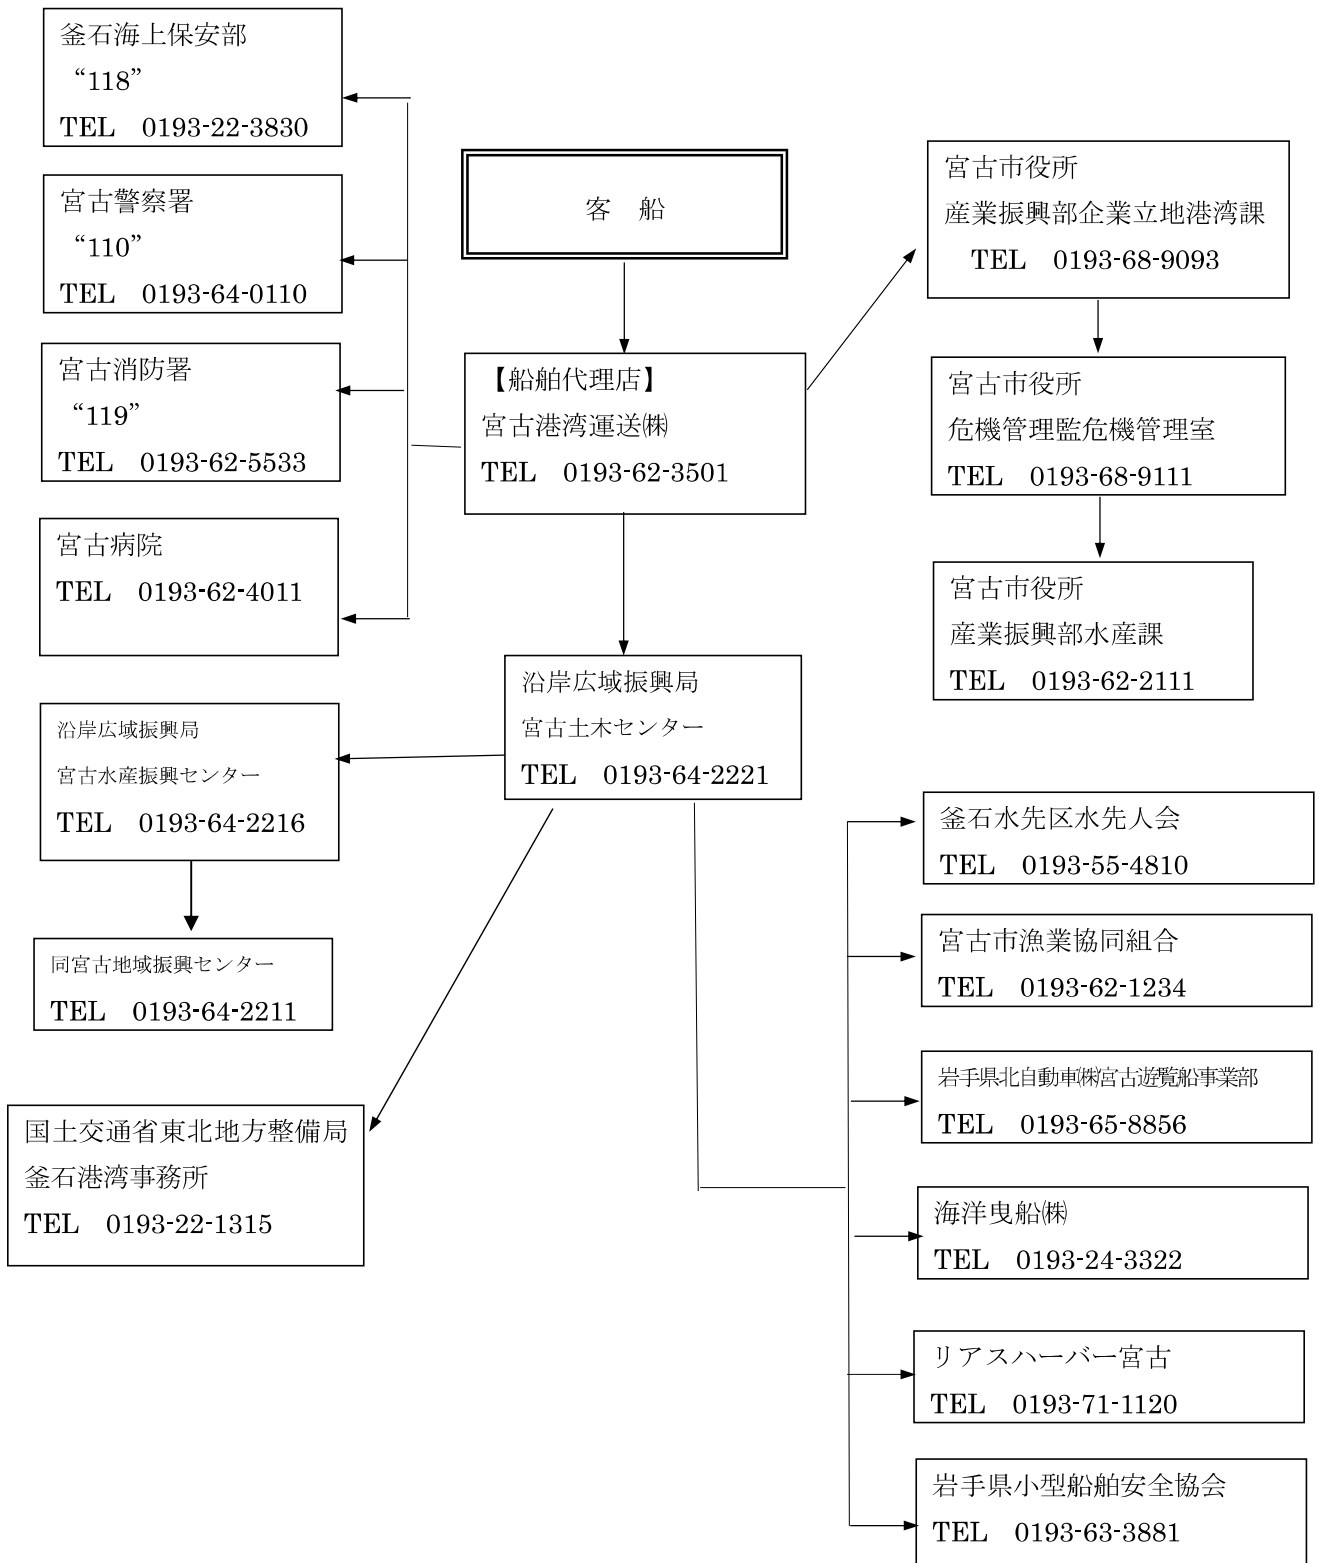 釜石海上保安部
“118”
TEL　0193-22-3830
宮古警察署
“110”
TEL　0193-64-0110
宮古消防署
“119”
TEL　0193-62-5533
宮古病院
TEL　0193-62-4011
客　船
【船舶代理店】
宮古港湾運送㈱
TEL　0193-62-3501
宮古市役所
産業振興部企業立地港湾課
TEL　0193-68-9093
宮古市役所
危機管理監危機管理室
TEL　0193-68-9111
宮古市役所
産業振興部水産課
TEL　0193-62-2111
沿岸広域振興局
宮古土木センター
TEL　0193-64-2221
沿岸広域振興局
宮古水産振興センター
TEL　0193-64-2216
同宮古地域振興センター
TEL　0193-64-2211
国土交通省東北地方整備局
釜石港湾事務所
TEL　0193-22-1315
釜石水先区水先人会
TEL　0193-55-4810
宮古市漁業協同組合
TEL　0193-62-1234
岩手県北自動車㈱宮古遊覧船事業部
TEL　0193-65-8856
海洋曳船㈱
TEL　0193-24-3322
リアスハーバー宮古
TEL　0193-71-1120
岩手県小型船舶安全協会
TEL　0193-63-3881